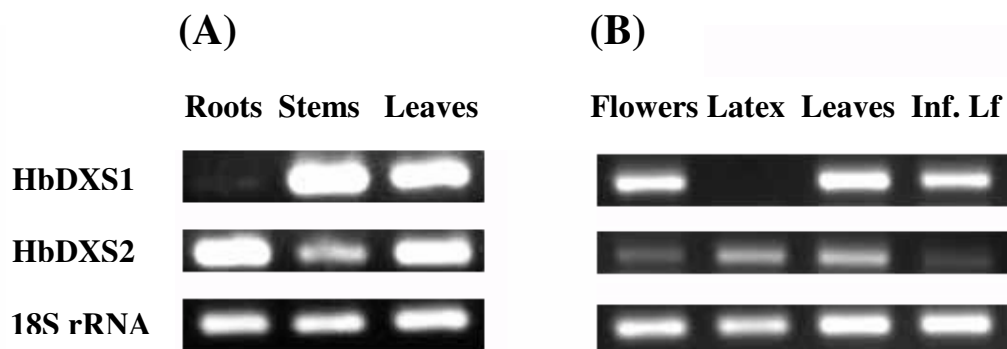 (A) (B)
Roots Stems Leaves Flowers Latex Leaves Inf. Lf
HbDXS1
HbDXS2
18S rRNA